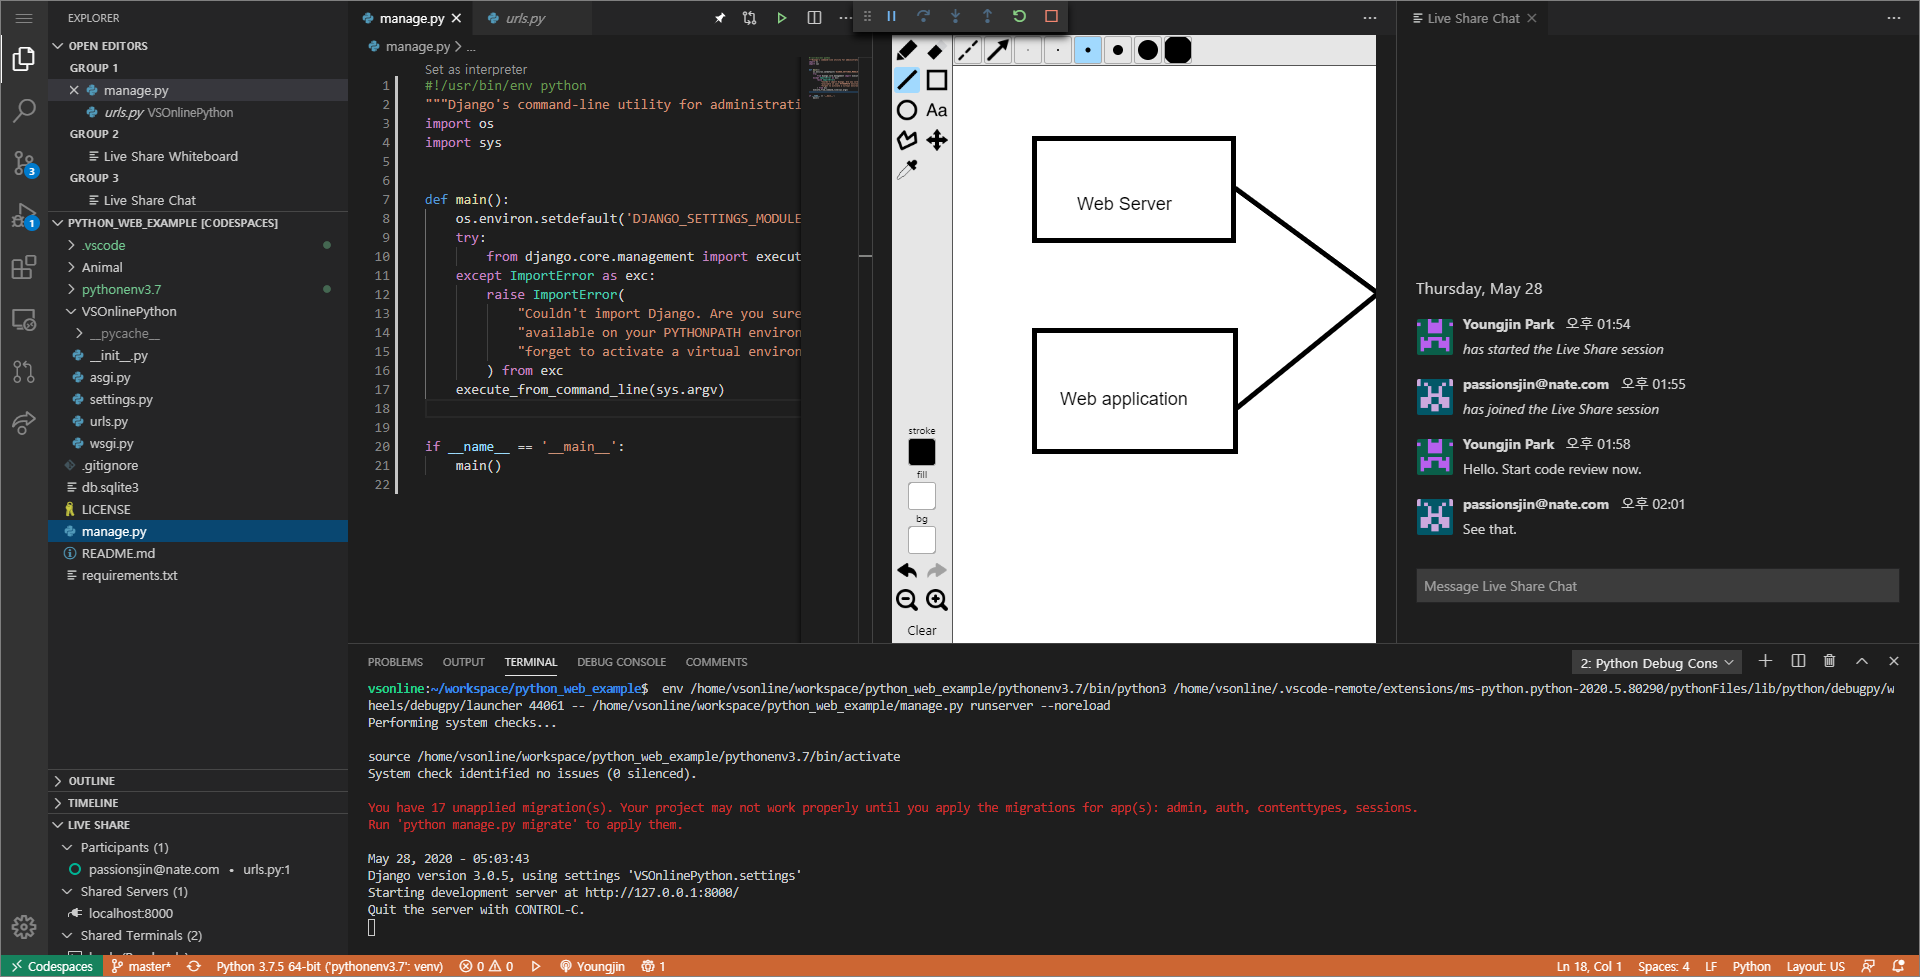 EXPLORER
OPEN EDITORS
GROUP 1
manage.py
urls.py VSOnlinePython
GROUP 2
Live Share Whiteboard
GROUP 3
Live Share Chat
3
1
PYTHON_WEB_EXAMPLE [CODESPACES]
.vscode
Animal
pythonenv3.7
VSOnlinePython
__pycache__
__init__.py
asgi.py
settings.py
urls.py
wsgi.py
.gitignore
db.sqlite3
LICENSE
manage.py
README.md
requirements.txt
OUTLINE
TIMELINE
LIVE SHARE
Participants (1)
passionsjin@nate.com • urls.py:1
Shared Servers (1)
localhost:8000
Shared Terminals (2)
manage.py
urls.py
manage.py > ...
Set as interpreter
1 #!/usr/bin/env python
2 """Django's command-line utility for administrati
3 import os
4 import sys
5
6
7 def main():
8 os.environ.setdefault('DJANGO_SETTINGS_MODULE
9 try:
10 from django.core.management import execut
11 except ImportError as exc:
12 raise ImportError(
13 "Couldn't import Django. Are you sure
14 "available on your PYTHONPATH environ
15 "forget to activate a virtual environ
16 ) from exc
17 execute_from_command_line(sys.argv)
18
19
20 if __name__ == '__main__':
21 main()
22
Aa
stroke
fill
bg
Clear
Web Server
Web application
Live Share Chat
Thursday, May 28
Youngjin Park 오후 01:54
has started the Live Share session
passionsjin@nate.com 오후 01:55
has joined the Live Share session
Youngjin Park 오후 01:58
Hello. Start code review now.
passionsjin@nate.com 오후 02:01
See that.
Message Live Share Chat
PROBLEMS OUTPUT TERMINAL DEBUG CONSOLE COMMENTS
2: Python Debug Cons
vsonline:~/workspace/python_web_example$ env /home/vsonline/workspace/python_web_example/pythonenv3.7/bin/python3 /home/vsonline/.vscode-remote/extensions/ms-python.python-2020.5.80290/pythonFiles/lib/python/debugpy/w
heels/debugpy/launcher 44061 -- /home/vsonline/workspace/python_web_example/manage.py runserver --noreload
Performing system checks...
source /home/vsonline/workspace/python_web_example/pythonenv3.7/bin/activate
System check identified no issues (0 silenced).
You have 17 unapplied migration(s). Your project may not work properly until you apply the migrations for app(s): admin, auth, contenttypes, sessions.
Run 'python manage.py migrate' to apply them.
May 28, 2020 - 05:03:43
Django version 3.0.5, using settings 'VSOnlinePython.settings'
Starting development server at http://127.0.0.1:8000/
Quit the server with CONTROL-C.
Codespaces master* Python 3.7.5 64-bit ('pythonenv3.7': venv) 0 0 Youngjin 1 Ln 18, Col 1 Spaces: 4 LF Python Layout: US